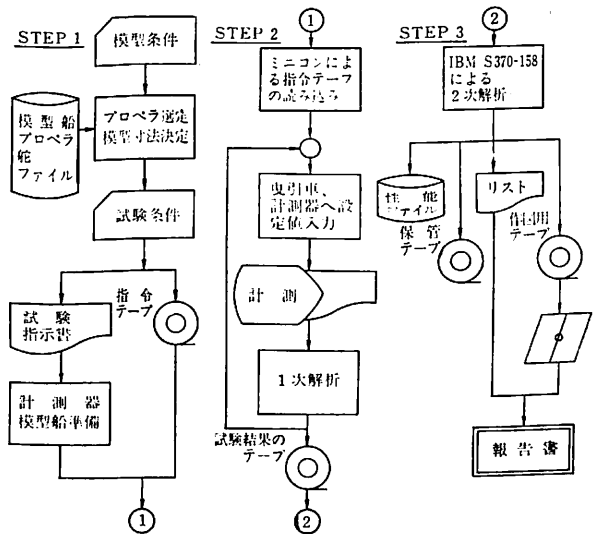 STEP 1
模型条件
模型船
プロペラ
舵
ファイル
プロペラ選定
模型寸法決定
試験条件
試験
指示書
指令
テープ
計測器
模型船準備
1
STEP 2
1
ミニコンによ
る指令テープ
の読み込み
曳引車、
計測器へ設
定値入力
計測
1次解析
試験結果の
テープ
2
STEP 3
2
IBM S370-158
による
2次解析
性能
ファイル
保管
テープ
リスト
作図用
テープ
報告書